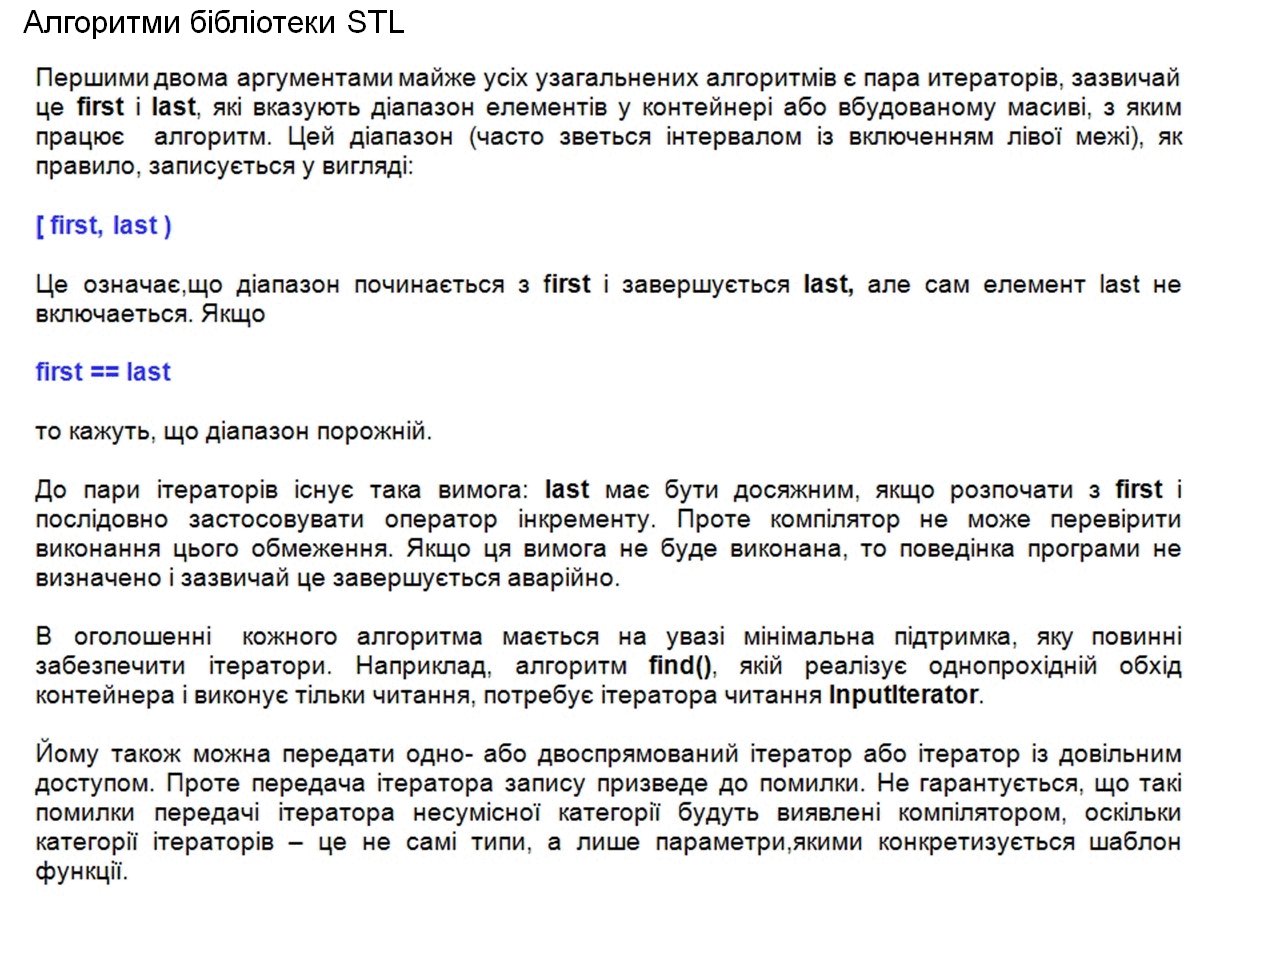 Алгоритми бібліотеки STL
Першими двома аргументами майже усіх узагальнених алгоритмів є пара итераторів, зазвичай
це first і last, які вказують діапазон елементів у контейнері або вбудованому масиві, з яким
працює алгоритм. Цей діапазон (часто зветься інтервалом із включенням лівої межі), як
правило, записується у вигляді:
[ first, last )
Це означає,що діапазон починається з first і завершується last, але сам елемент last не
включаеться. Якщо
first == last
то кажуть, що діапазон порожній.
До пари ітераторів існує така вимога: last має бути досяжним, якщо розпочати з first і
послідовно застосовувати оператор інкременту. Проте компілятор не може перевірити
виконання цього обмеження. Якщо ця вимога не буде виконана, то поведінка програми не
визначено і зазвичай це завершується аварійно.
В оголошенні кожного алгоритма мається на увазі мінімальна підтримка, яку повинні
забезпечити ітератори. Наприклад, алгоритм find(), якій реалізує однопрохідній обхід
контейнера і виконує тільки читання, потребує ітератора читання InputIterator.
Йому також можна передати одно- або двоспрямований ітератор або ітератор із довільним
доступом. Проте передача ітератора запису призведе до помилки. Не гарантується, що такі
помилки передачі ітератора несумісної категорії будуть виявлені компілятором, оскільки
категорії ітераторів – це не самі типи, а лише параметри,якими конкретизується шаблон
функції.